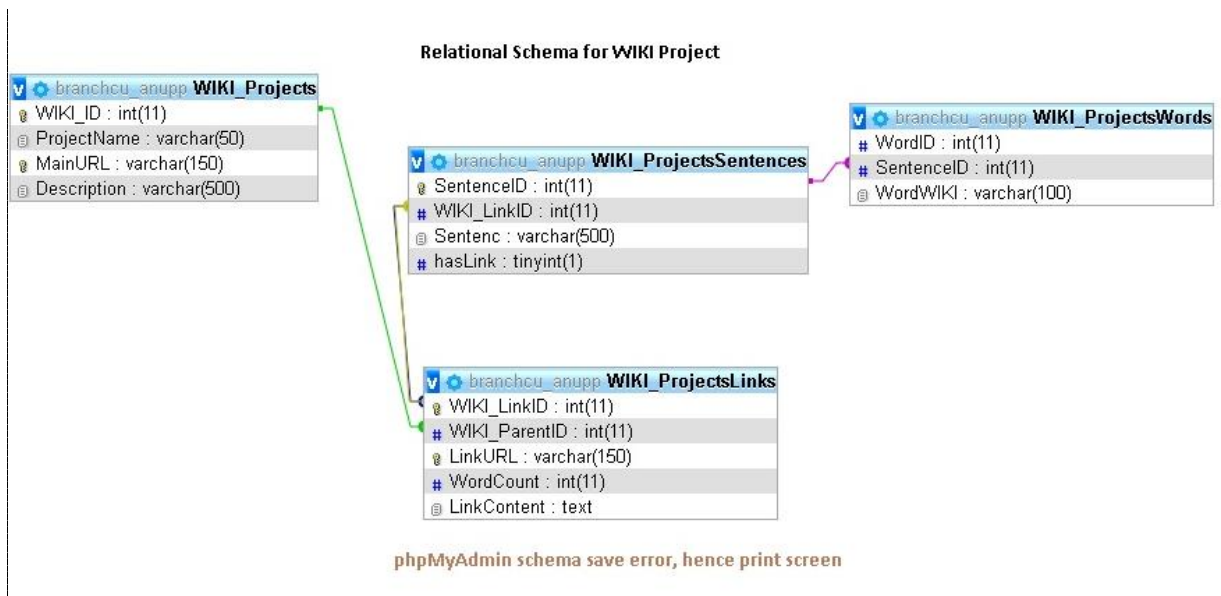 Relational Schema for WIKI Project
v branchcu_anupp WIKI_Projects
WIKI_ID : int(11)
ProjectName : varchar(50)
MainURL : varchar(150)
Description : varchar(500)
v branchcu_anupp WIKI_ProjectsSentences
SentenceID : int(11)
# WIKI_LinkID : int(11)
Sentenc : varchar(500)
# hasLink : tinyint(1)
v branchcu_anupp WIKI_ProjectsWords
# WordID : int(11)
# SentenceID : int(11)
WordWIKI : varchar(100)
v branchcu_anupp WIKI_ProjectsLinks
WIKI_LinkID : int(11)
# WIKI_ParentID : int(11)
LinkURL : varchar(150)
# WordCount : int(11)
LinkContent : text
phpMyAdmin schema save error, hence print screen